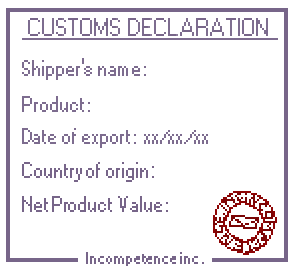 CUSTOMS DECLARATION
Shipper's name:
Product:
Date of export: xx/xx/xx
Country of origin:
Net Product Value:
Incompetence inc.